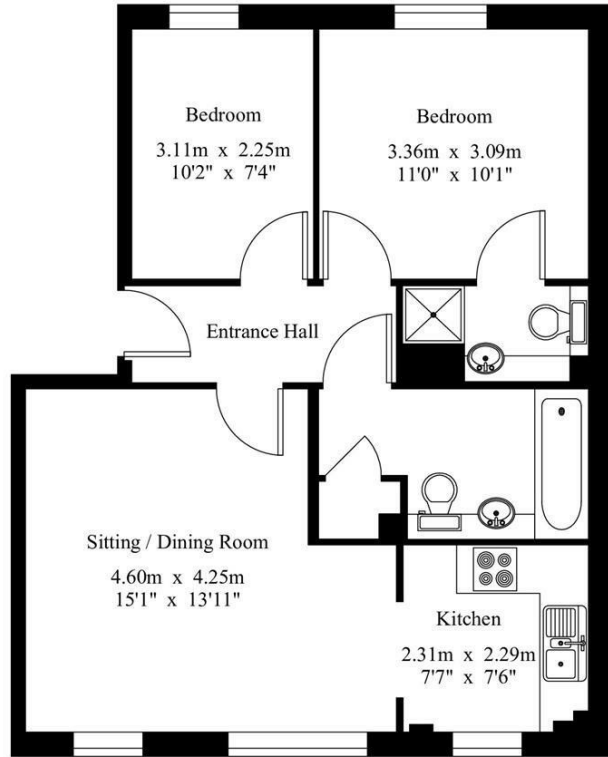 Bedroom
3.11m x 2.25m
10'2" x 7'4"
Bedroom
3.36m x 3.09m
11'0" x 10'1"
Entrance Hall
Sitting / Dining Room
4.60m x 4.25m
15'1" x 13'11"
Kitchen
2.31m x 2.29m
7'7" x 7'6"